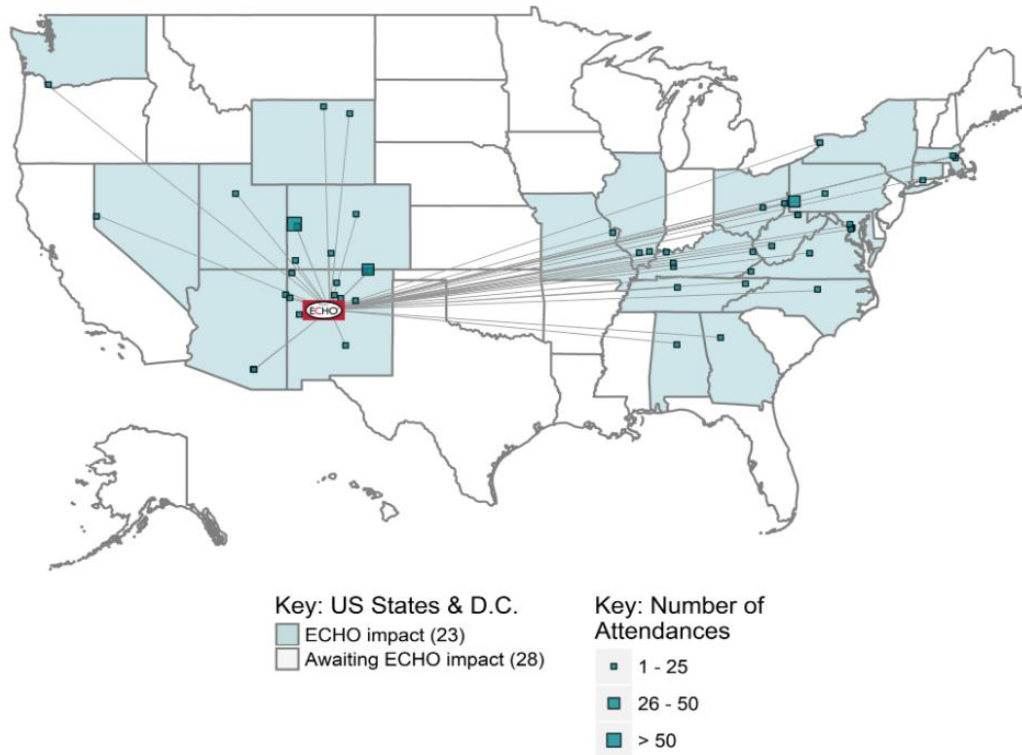 ECHO
Key: US States & D.C.
ECHO impact (23)
Awaiting ECHO impact (28)
Key: Number of
Attendances
1 - 25
26 - 50
> 50